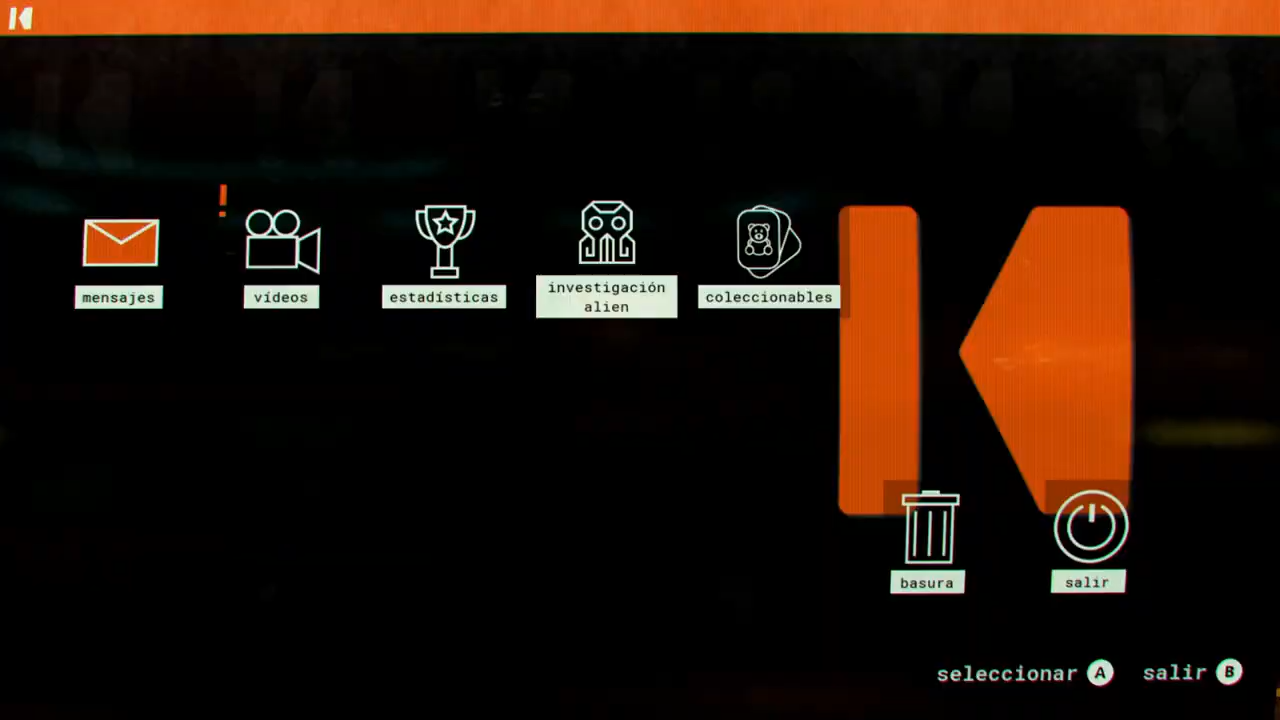 !
mensajes
vídeos
estadísticas
investigación
alien
coleccionables
basura
salir
seleccionar A salir B